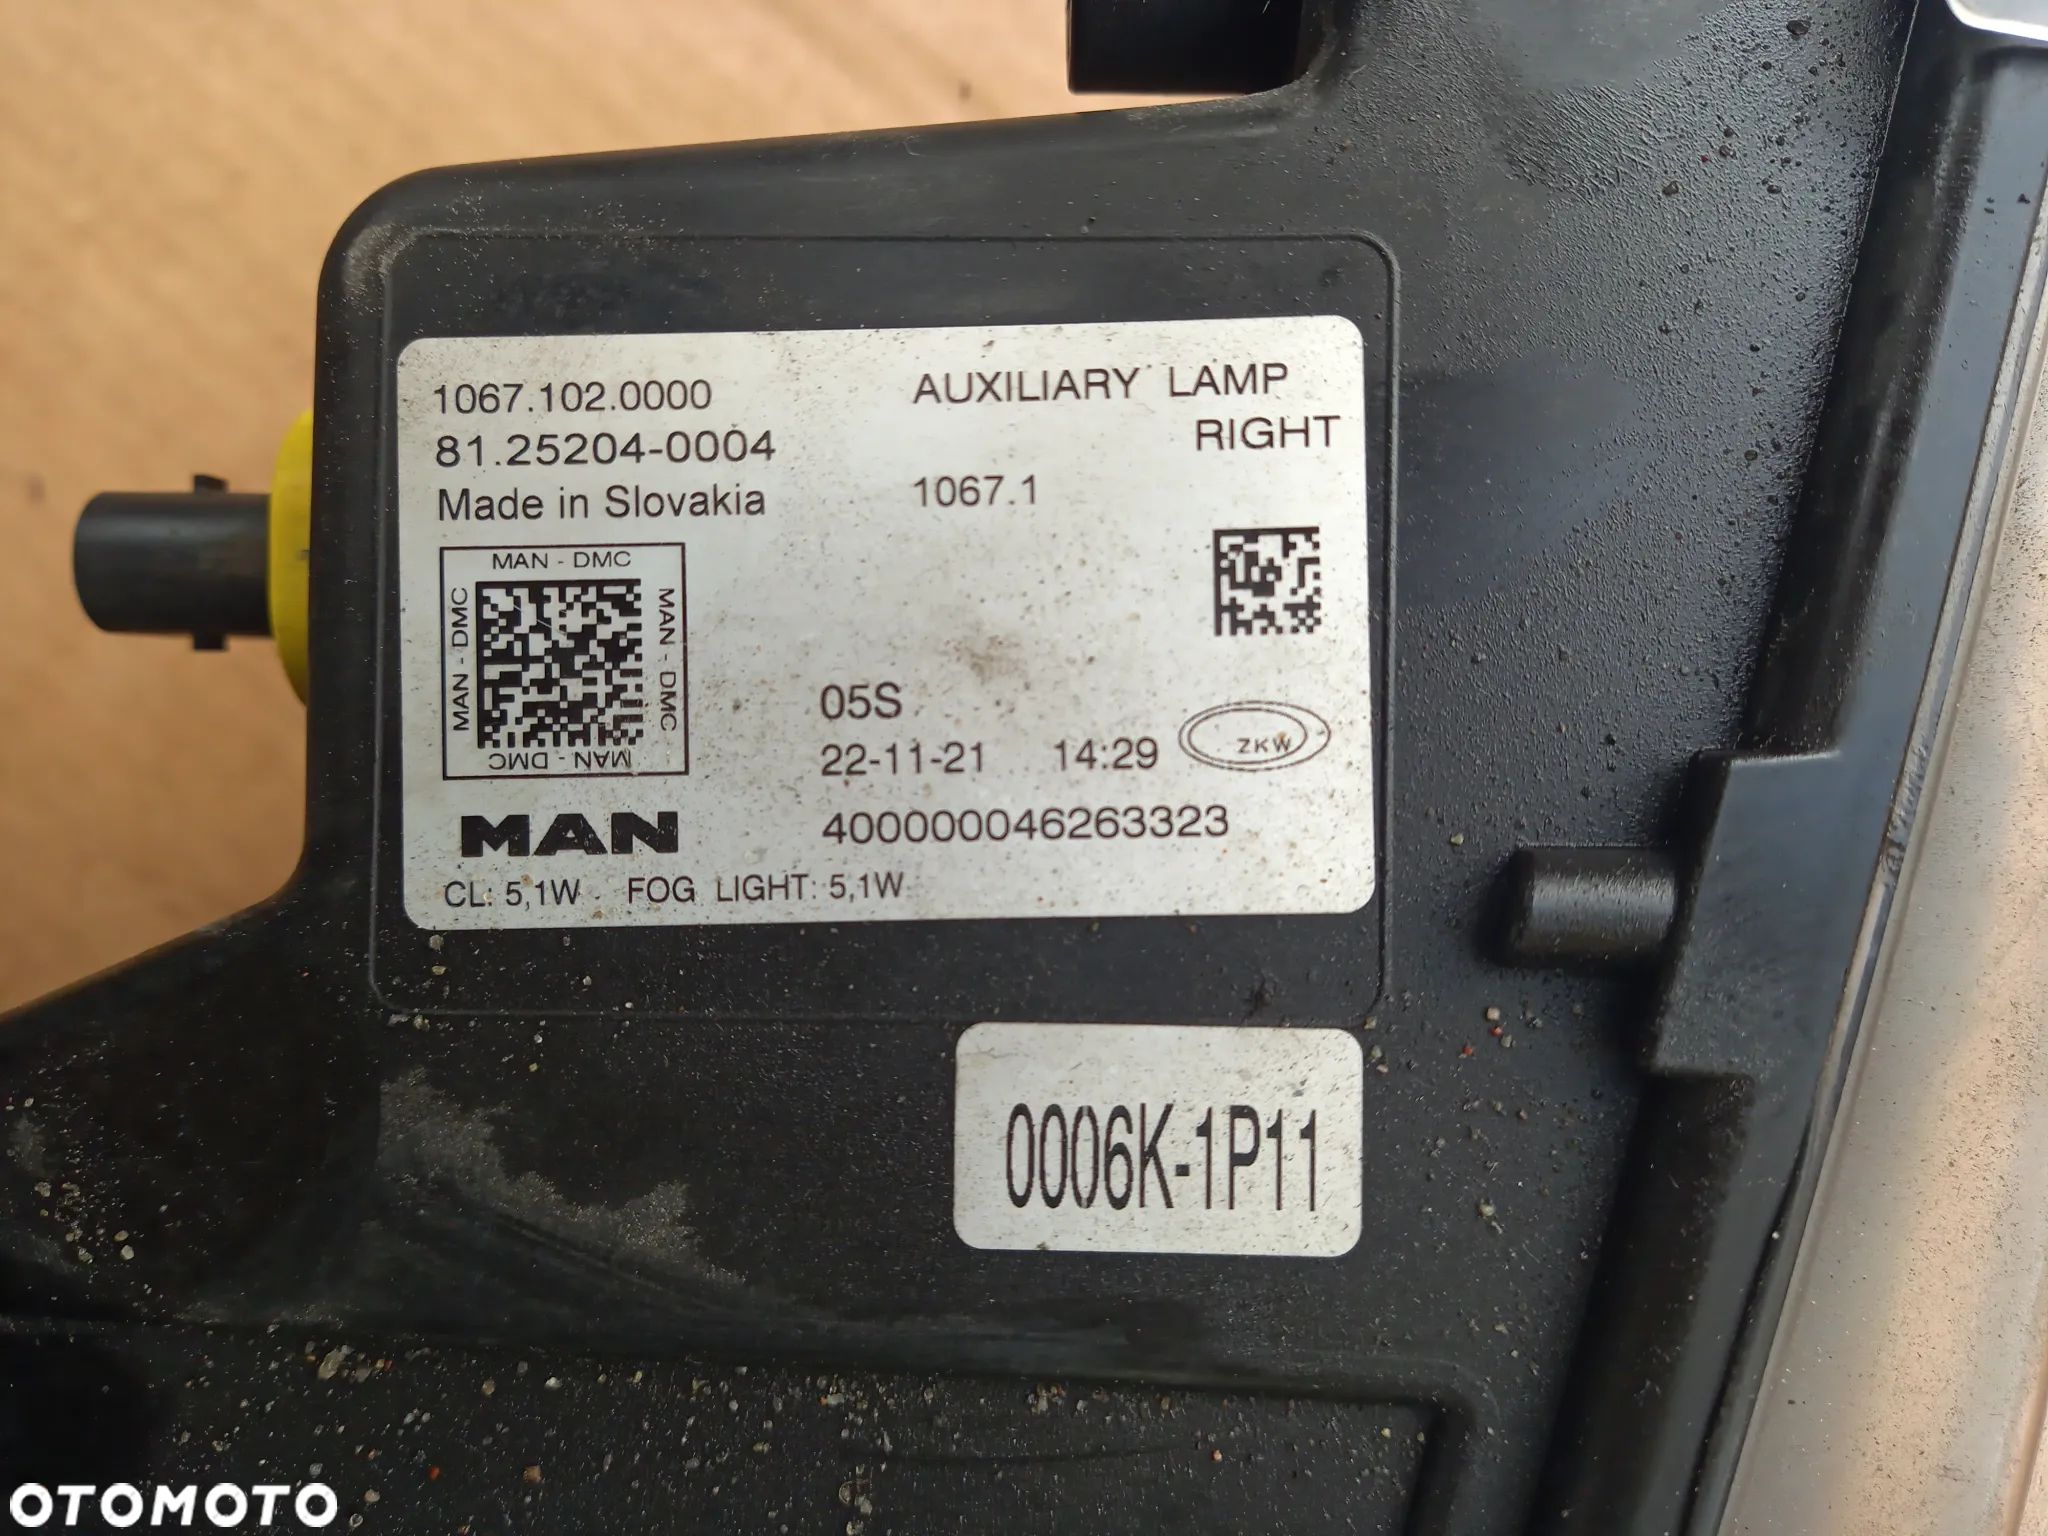 1067.102.0000
81.25204-0004
Made in Slovakia
AUXILIARY LAMP
RIGHT
1067.1
MAN - DMC
MAN - DMC
MAN - DMC
MAN - DMC
05S
22-11-21 14:29
ZKW
MAN
400000046263323
CL: 5,1W FOG LIGHT: 5,1W
0006K-1P11
OTOMOTO